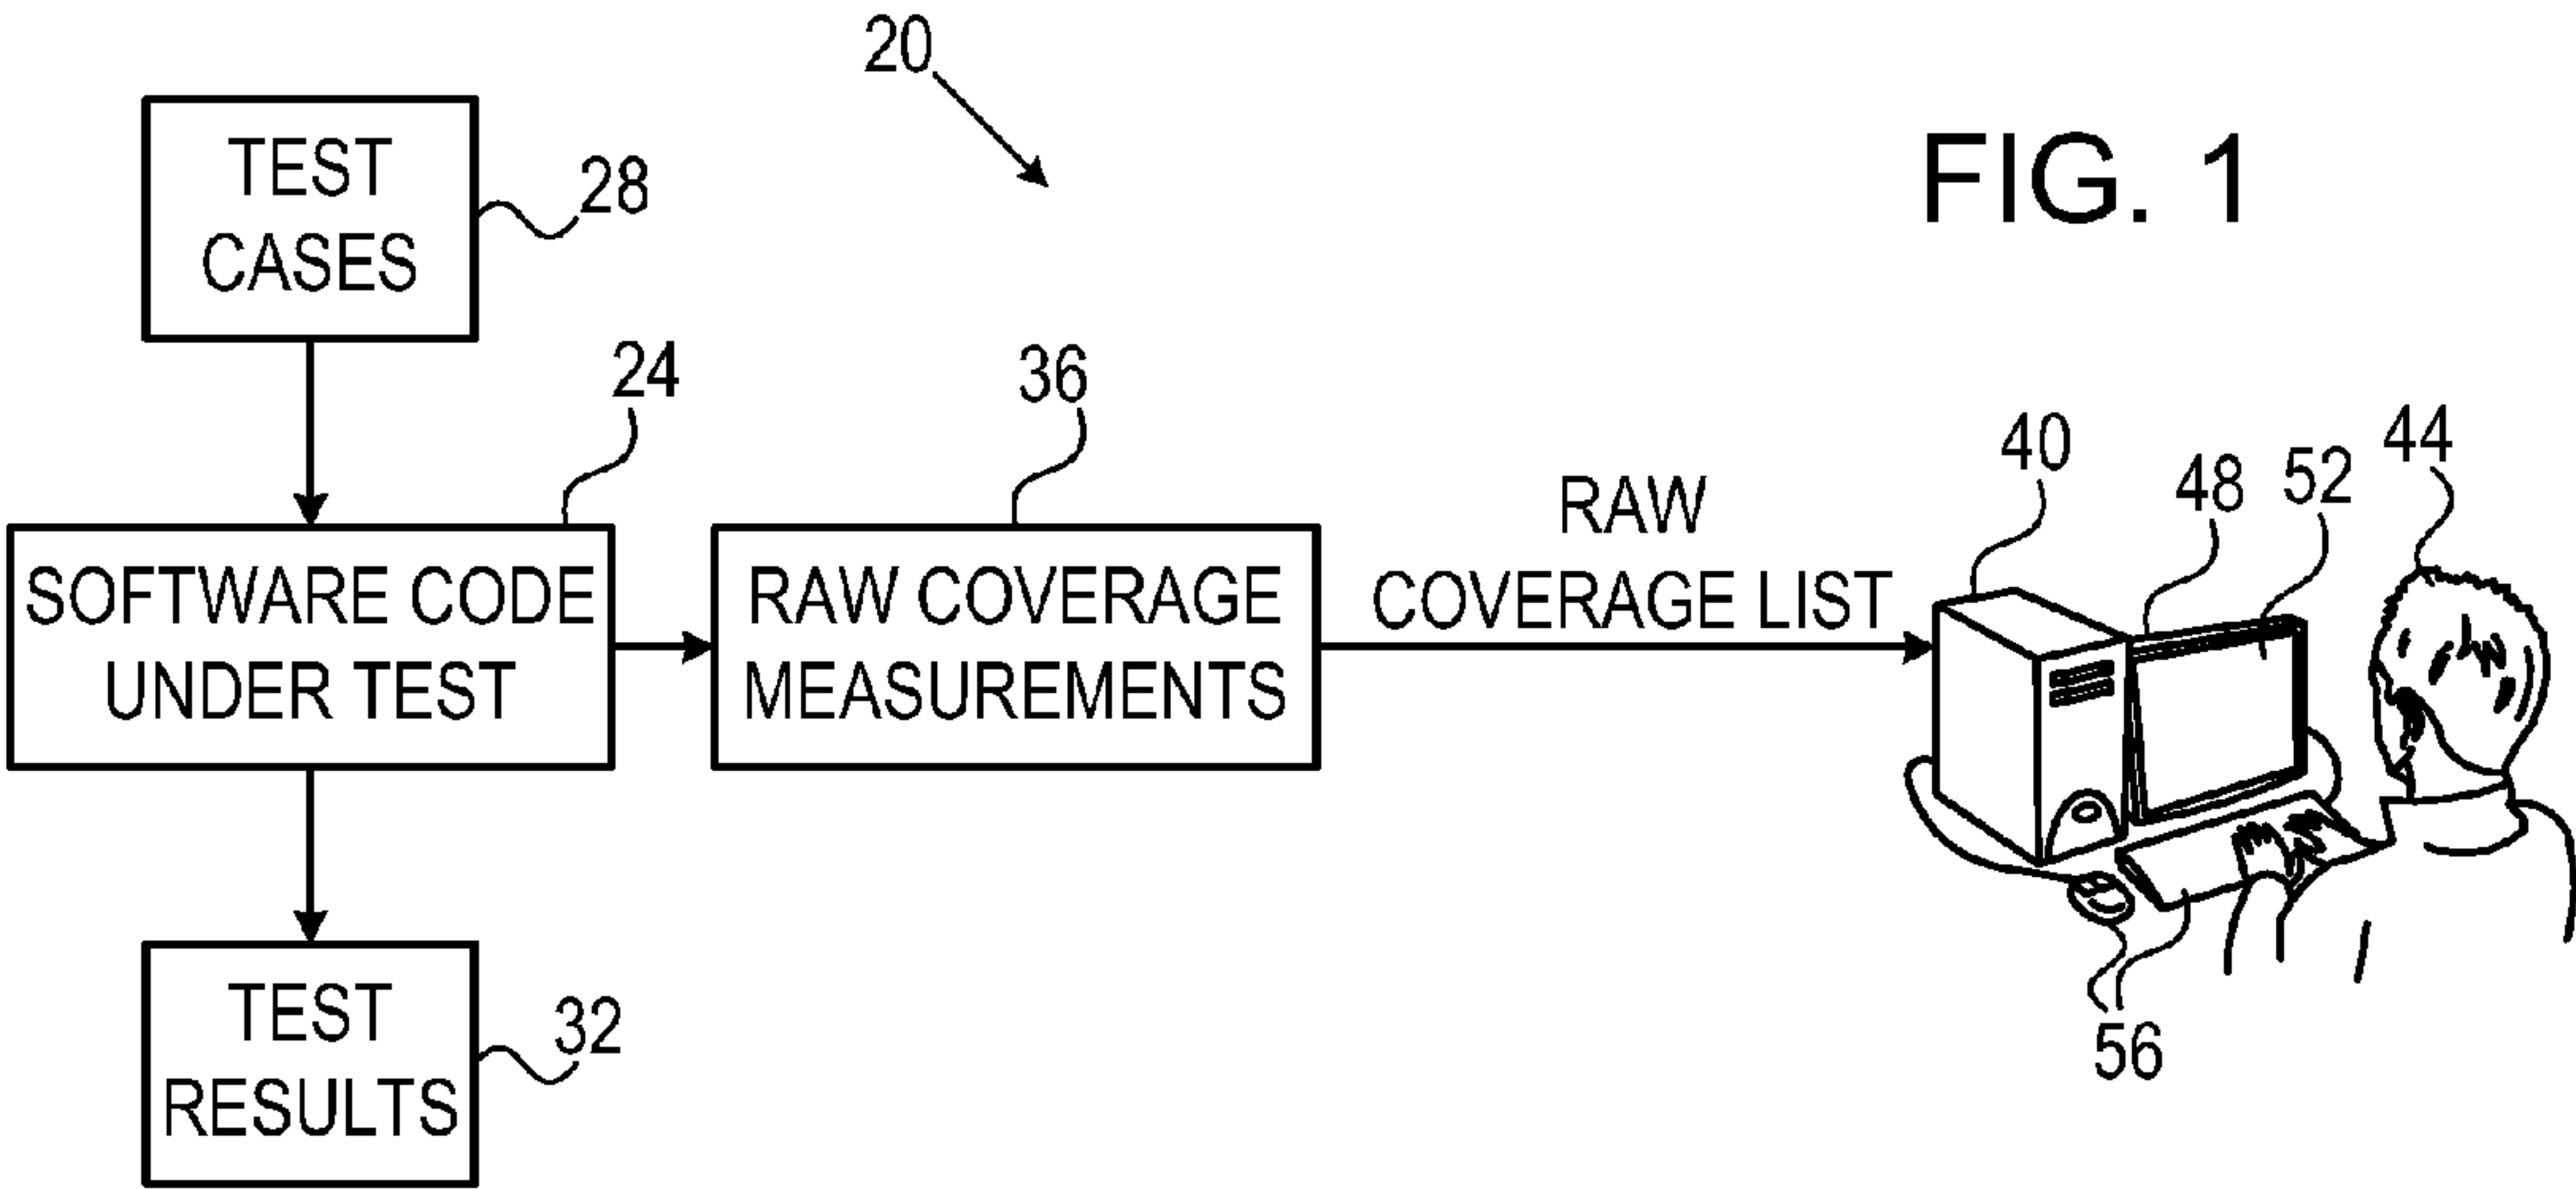 20
FIG. 1
TEST
CASES
28
24
SOFTWARE CODE
UNDER TEST
36
RAW COVERAGE
MEASUREMENTS
RAW
COVERAGE LIST
40
48
52
44
56
TEST
RESULTS
32